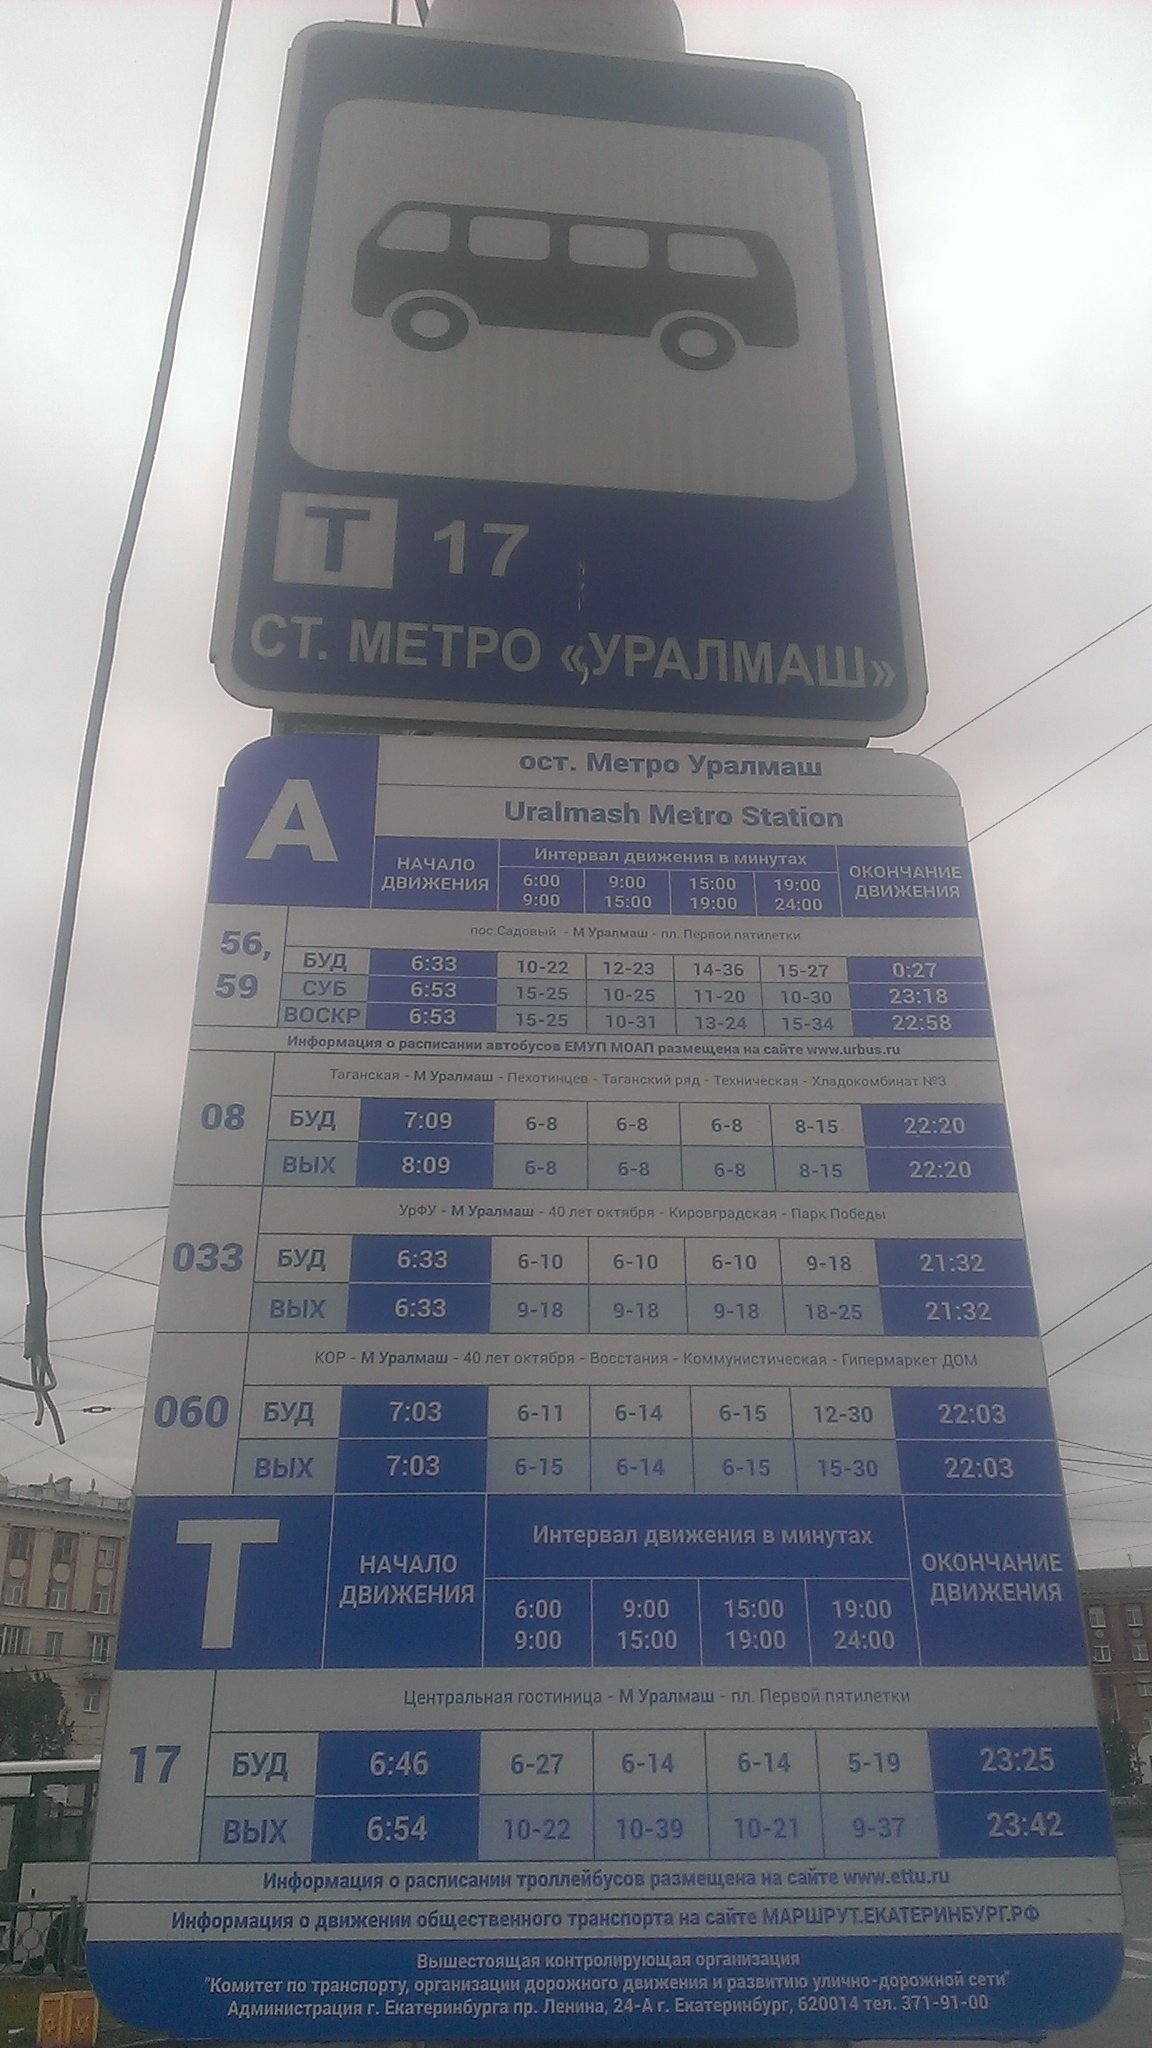 Т 17
СТ. МЕТРО «УРАЛМАШ»
А
ост. Метро Уралмаш
Uralmash Metro Station
НАЧАЛО ДВИЖЕНИЯ
Интервал движения в минутах
6:00 9:00 15:00 19:00
9:00 15:00 19:00 24:00
ОКОНЧАНИЕ ДВИЖЕНИЯ
56, 59
пос.Садовый - М Уралмаш - пл. Первой пятилетки
БУД 6:33 10-22 12-23 14-36 15-27 0:27
СУБ 6:53 15-25 10-25 11-20 10-30 23:18
ВОСКР 6:53 15-25 10-31 13-24 15-34 22:58
Информация о расписании автобусов ЕМУП МОАП размещена на сайте www.urbus.ru
08
Таганская - М Уралмаш - Пехотинцев - Таганский ряд - Техническая - Хладокомбинат №3
БУД 7:09 6-8 6-8 6-8 8-15 22:20
ВЫХ 8:09 6-8 6-8 6-8 8-15 22:20
033
УрФУ - М Уралмаш - 40 лет октября - Кировградская - Парк Победы
БУД 6:33 6-10 6-10 6-10 9-18 21:32
ВЫХ 6:33 9-18 9-18 9-18 18-25 21:32
060
КОР - М Уралмаш - 40 лет октября - Восстания - Коммунистическая - Гипермаркет ДОМ
БУД 7:03 6-11 6-14 6-15 12-30 22:03
ВЫХ 7:03 6-15 6-14 6-15 15-30 22:03
Т
НАЧАЛО ДВИЖЕНИЯ
Интервал движения в минутах
6:00 9:00 15:00 19:00
9:00 15:00 19:00 24:00
ОКОНЧАНИЕ ДВИЖЕНИЯ
17
Центральная гостиница - М Уралмаш - пл. Первой пятилетки
БУД 6:46 6-27 6-14 6-14 5-19 23:25
ВЫХ 6:54 10-22 10-39 10-21 9-37 23:42
Информация о расписании троллейбусов размещена на сайте www.ettu.ru
Информация о движении общественного транспорта на сайте МАРШРУТ.ЕКАТЕРИНБУРГ.РФ
Вышестоящая контролирующая организация
"Комитет по транспорту, организации дорожного движения и развитию улично-дорожной сети"
Администрация г. Екатеринбурга пр. Ленина, 24-А г. Екатеринбург, 620014 тел. 371-91-00